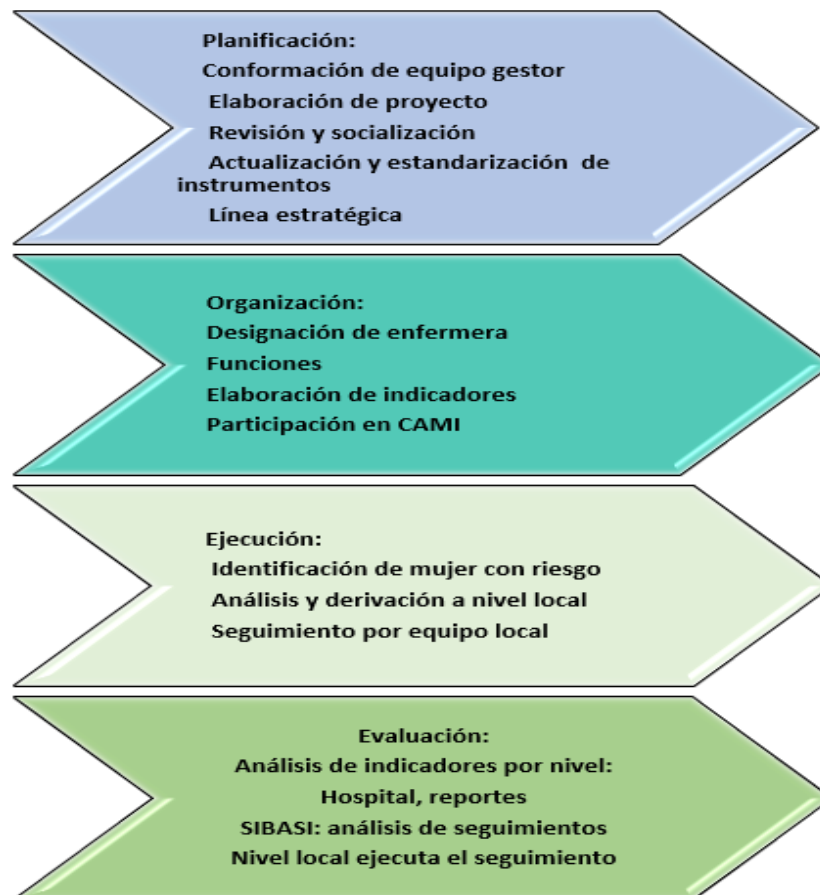 Planificación:
Conformación de equipo gestor
Elaboración de proyecto
Revisión y socialización
Actualización y estandarización de
instrumentos
Línea estratégica
Organización:
Designación de enfermera
Funciones
Elaboración de indicadores
Participación en CAMI
Ejecución:
Identificación de mujer con riesgo
Análisis y derivación a nivel local
Seguimiento por equipo local
Evaluación:
Análisis de indicadores por nivel:
Hospital, reportes
SIBASI: análisis de seguimientos
Nivel local ejecuta el seguimiento